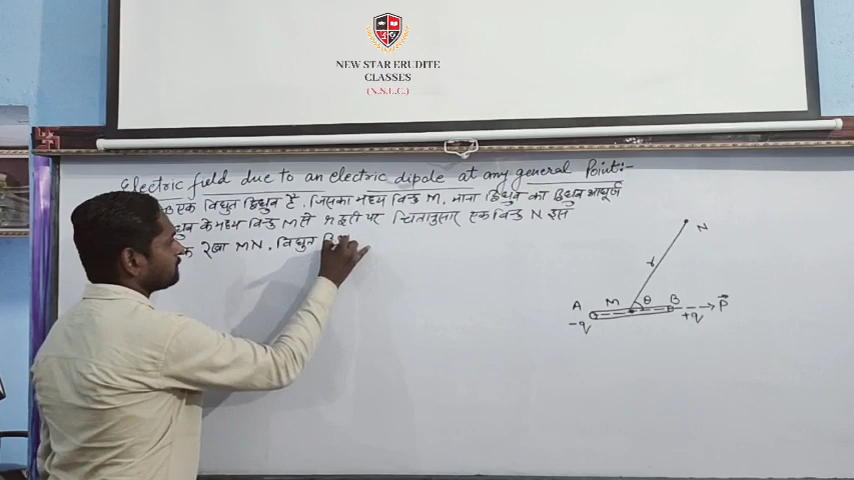 NEW STAR ERUDITE
CLASSES
(N.S.E.C.)
Electric field due to an electric dipole at any general Point:-
एक विद्युत द्विध्रुव है, जिसका मध्य विन्दु M, माना द्विध्रुव का द्विध्रुव आघूर्ण
के मध्य विन्दु M से r दूरी पर चित्रानुसार एक विन्दु N इस
रेखा MN, विद्युत
N
r
A M θ B
-q +q P⃗